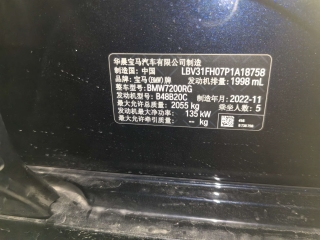 华晨宝马汽车有限公司制造
制造国: 中国 LBV31FH07P1A18758
品牌: 宝马(BMW)牌 发动机排量: 1998 mL
整车型号: BMW7200RG
发动机型号: B48B20C 制造年月: 2022-11
最大允许总质量: 2055 kg 乘坐人数: 5
发动机最大净功率: 135 kW
最大允许牵引质量: -- kg